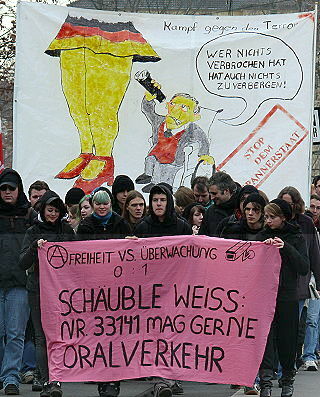 Kampf gegen den Terror
WER NICHTS
VERBROCHEN HAT
HAT AUCH NICHTS
ZU VERBERGEN!
STOP
DEM
BANNERSTAAT
FREIHEIT VS. ÜBERWACHUNG
0 : 1
SCHÄUBLE WEISS:
NR 33141 MAG GERNE
ORALVERKEHR